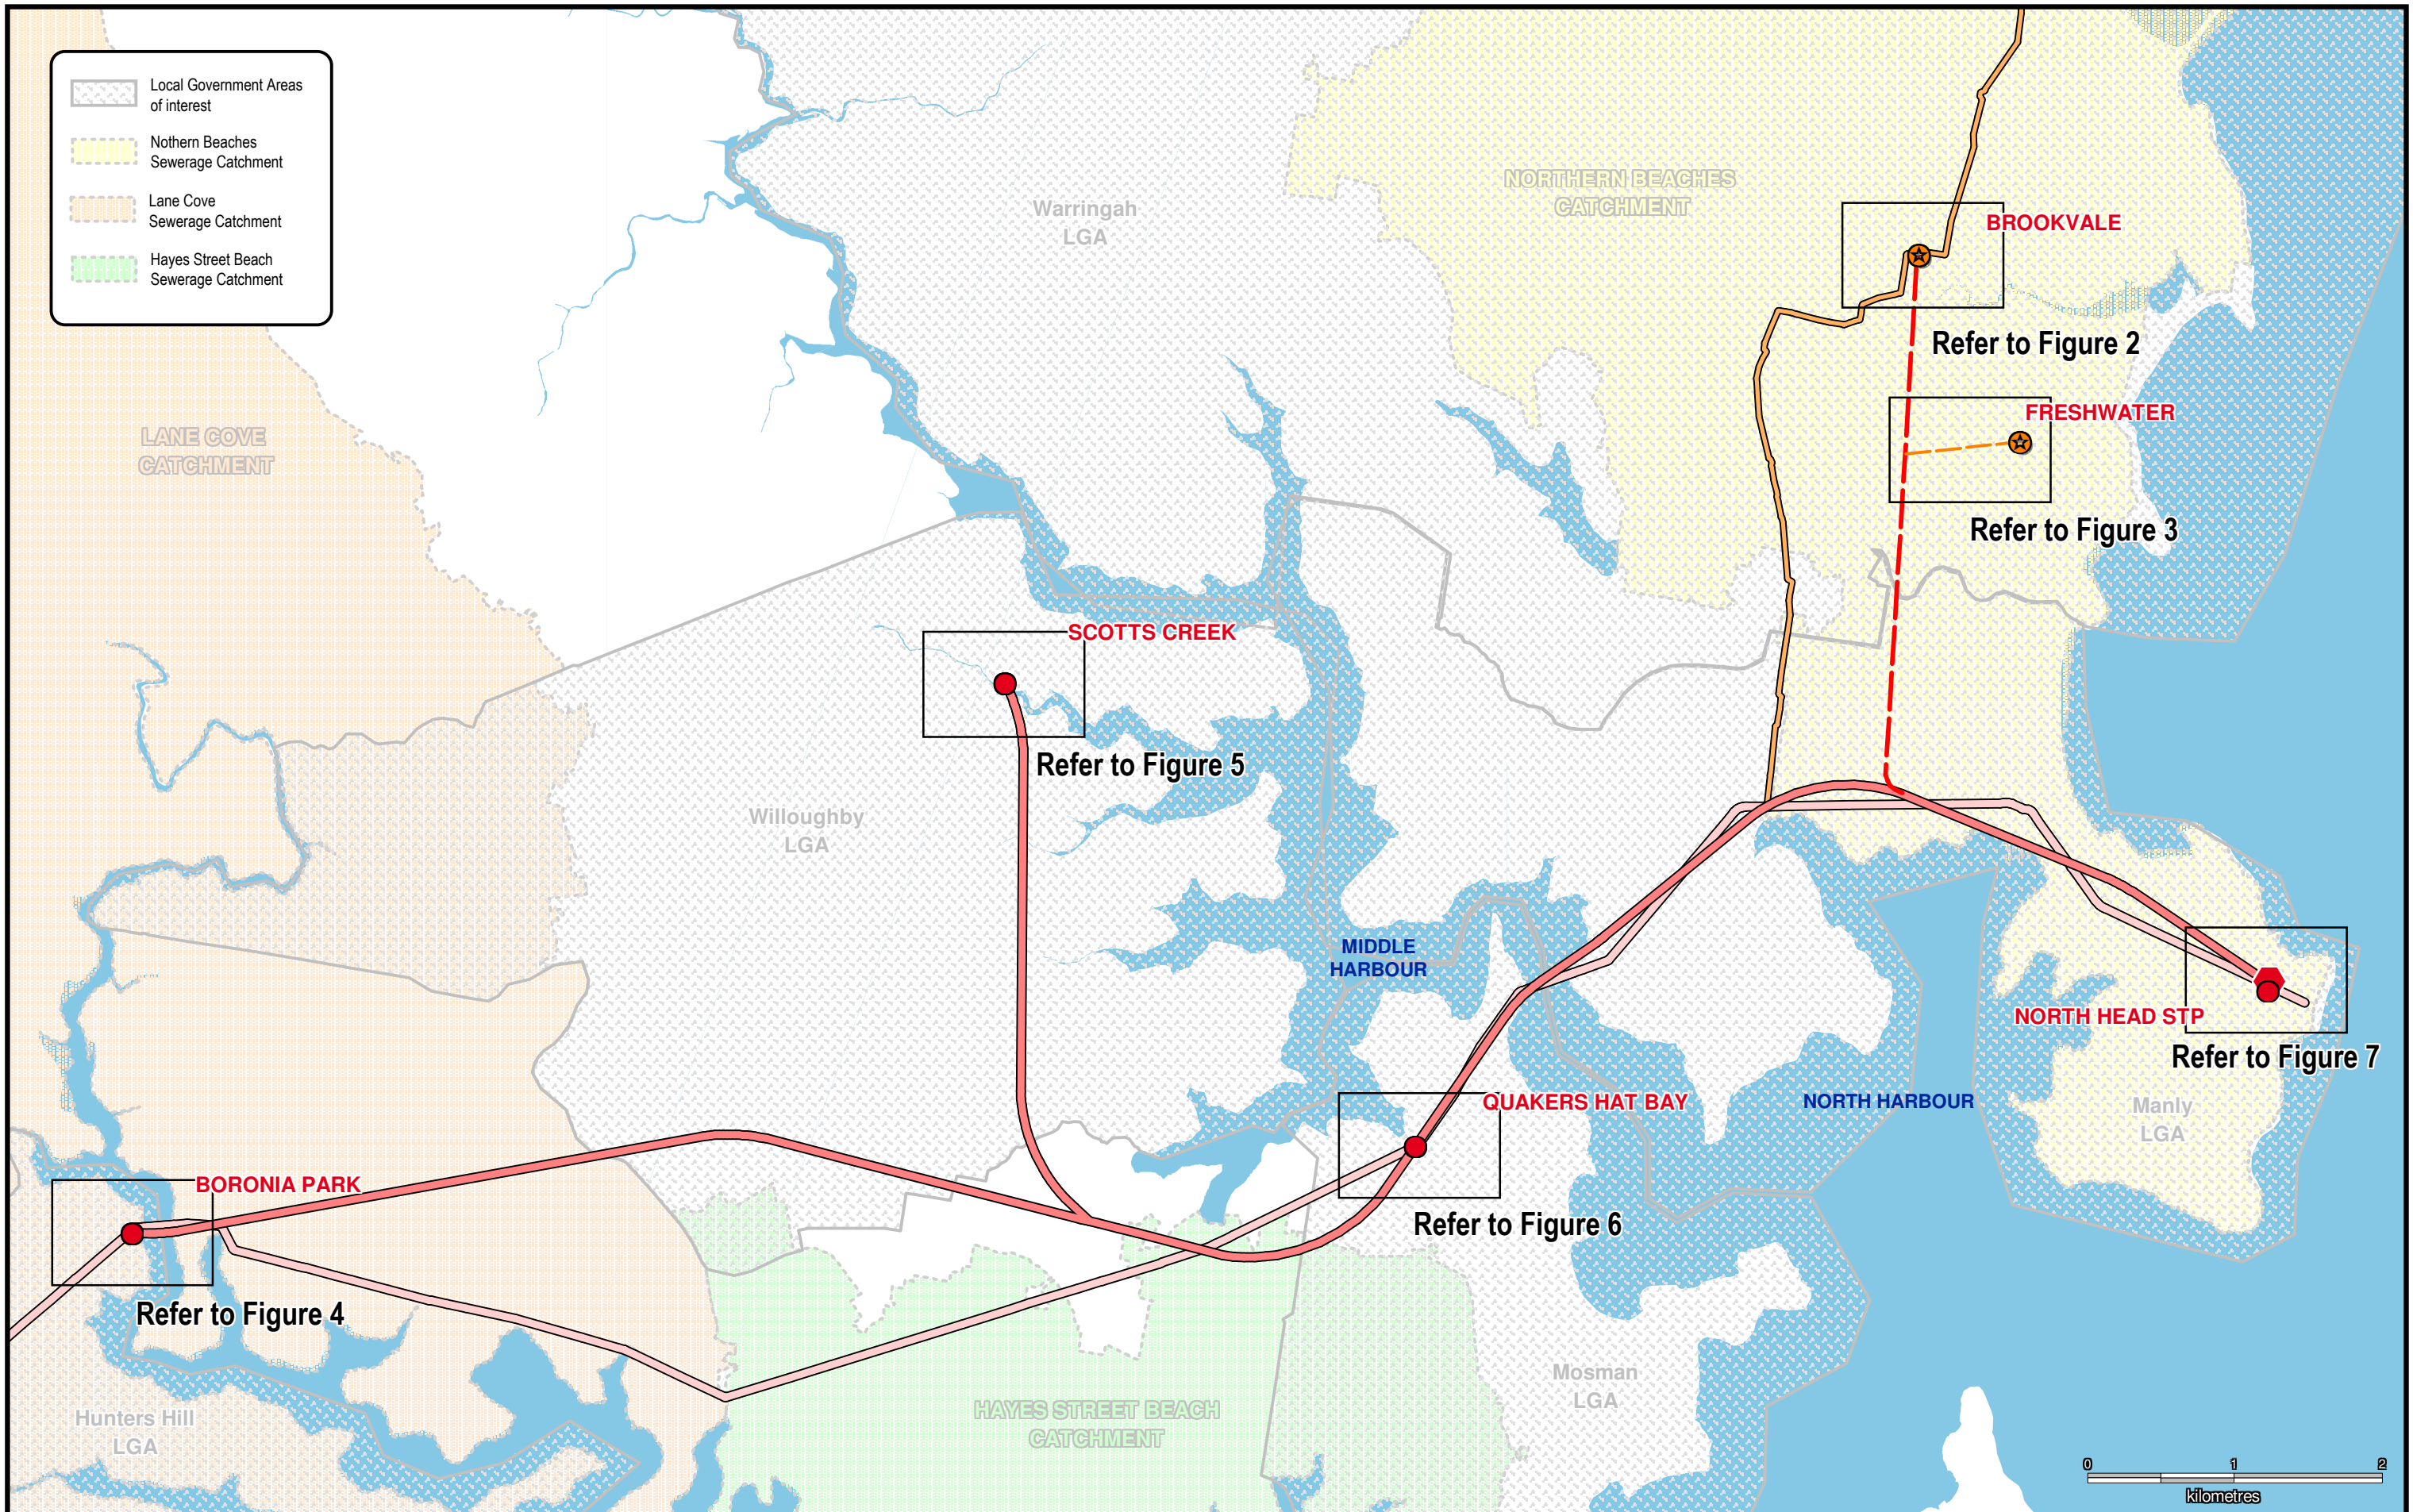 Local Government Areas
of interest
Nothern Beaches
Sewerage Catchment
Lane Cove
Sewerage Catchment
Hayes Street Beach
Sewerage Catchment
NORTHERN BEACHES
CATCHMENT
Warringah
LGA
BROOKVALE
Refer to Figure 2
FRESHWATER
LANE COVE
CATCHMENT
Refer to Figure 3
SCOTTS CREEK
Refer to Figure 5
Willoughby
LGA
MIDDLE
HARBOUR
NORTH HEAD STP
Refer to Figure 7
QUAKERS HAT BAY
NORTH HARBOUR
Manly
LGA
BORONIA PARK
Refer to Figure 6
Refer to Figure 4
Mosman
LGA
HAYES STREET BEACH
CATCHMENT
Hunters Hill
LGA
0 1 2
kilometres